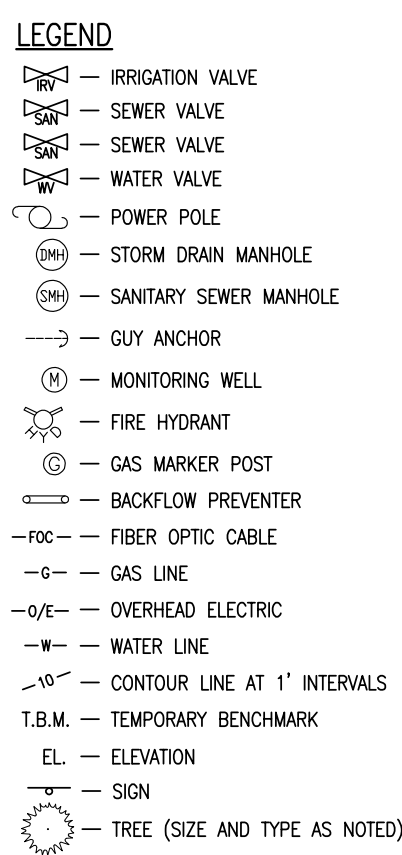 LEGEND
IRV — IRRIGATION VALVE
SAN — SEWER VALVE
SAN — SEWER VALVE
WV — WATER VALVE
— POWER POLE
DMH — STORM DRAIN MANHOLE
SMH — SANITARY SEWER MANHOLE
— GUY ANCHOR
M — MONITORING WELL
HYD — FIRE HYDRANT
G — GAS MARKER POST
— BACKFLOW PREVENTER
—FOC— — FIBER OPTIC CABLE
—G— — GAS LINE
—O/E— — OVERHEAD ELECTRIC
—W— — WATER LINE
—10— — CONTOUR LINE AT 1' INTERVALS
T.B.M. — TEMPORARY BENCHMARK
EL. — ELEVATION
— SIGN
— TREE (SIZE AND TYPE AS NOTED)